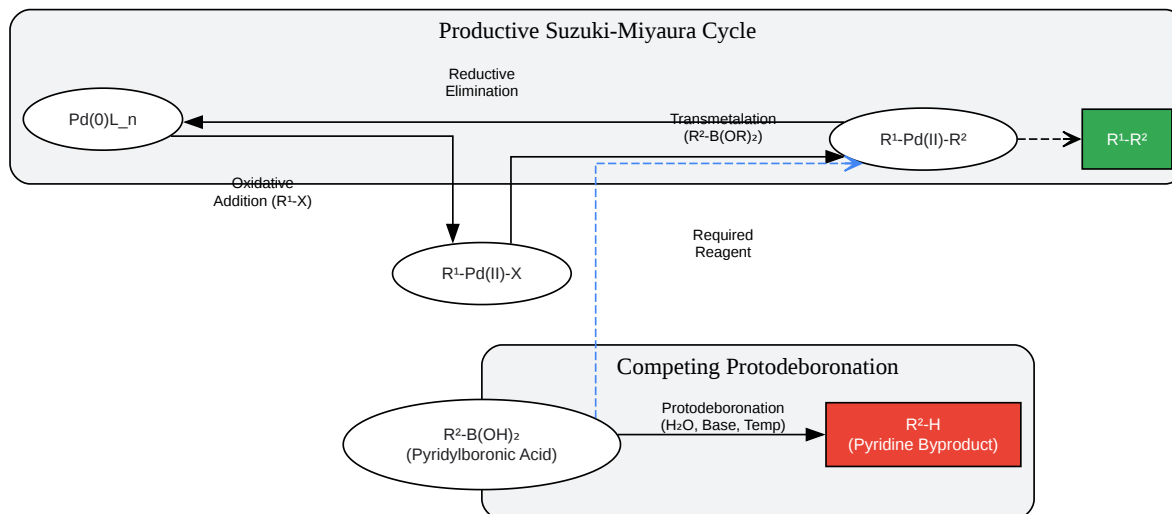 Productive Suzuki-Miyaura Cycle
Reductive
Elimination
Pd(0)L_n
Transmetalation
(R²-B(OR)₂)
R¹-Pd(II)-R²
R¹-R²
Oxidative
Addition (R¹-X)
R¹-Pd(II)-X
Required
Reagent
Competing Protodeboronation
R²-B(OH)₂
(Pyridylboronic Acid)
Protodeboronation
(H₂O, Base, Temp)
R²-H
(Pyridine Byproduct)